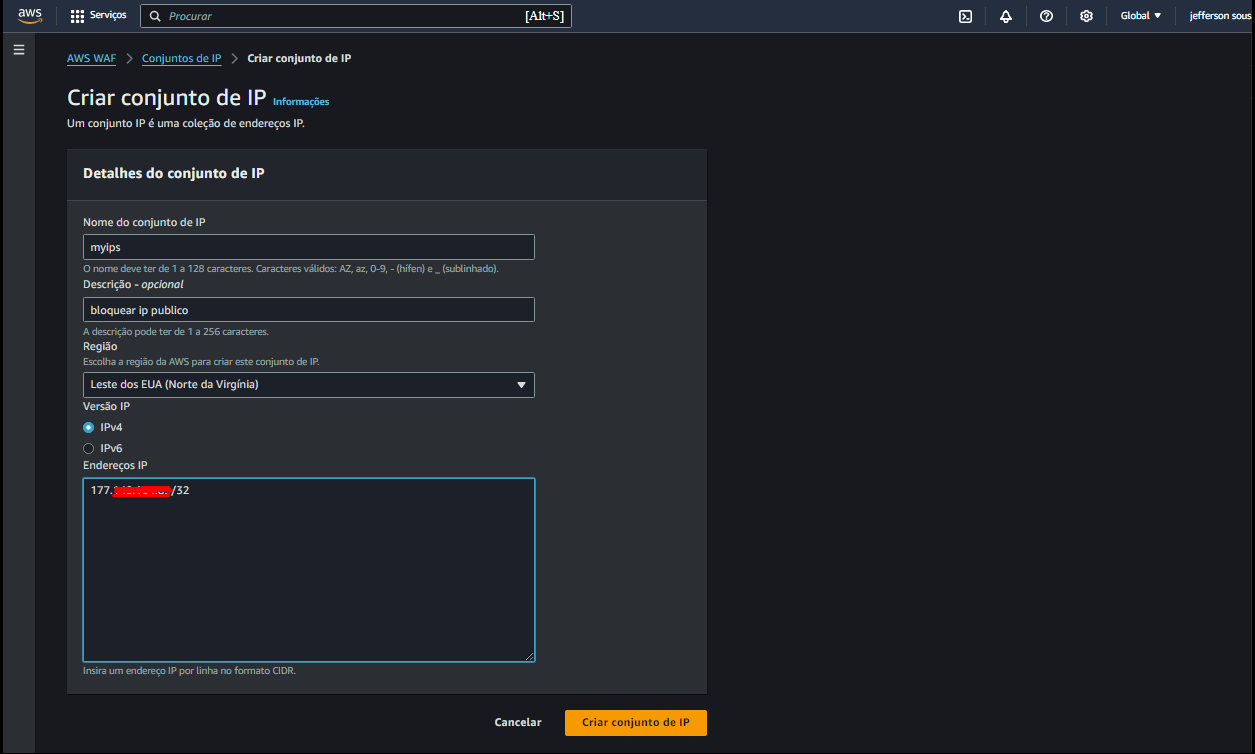 aws
Serviços
Procurar
[Alt+S]
Global
jefferson sous
AWS WAF
Conjuntos de IP
Criar conjunto de IP
Criar conjunto de IP Informações
Um conjunto IP é uma coleção de endereços IP.
Detalhes do conjunto de IP
Nome do conjunto de IP
myips
O nome deve ter de 1 a 128 caracteres. Caracteres válidos: AZ, az, 0-9, - (hífen) e _ (sublinhado).
Descrição - opcional
bloquear ip publico
A descrição pode ter de 1 a 256 caracteres.
Região
Escolha a região da AWS para criar este conjunto de IP.
Leste dos EUA (Norte da Virgínia)
Versão IP
IPv4
IPv6
Endereços IP
177. /32
Insira um endereço IP por linha no formato CIDR.
Cancelar
Criar conjunto de IP